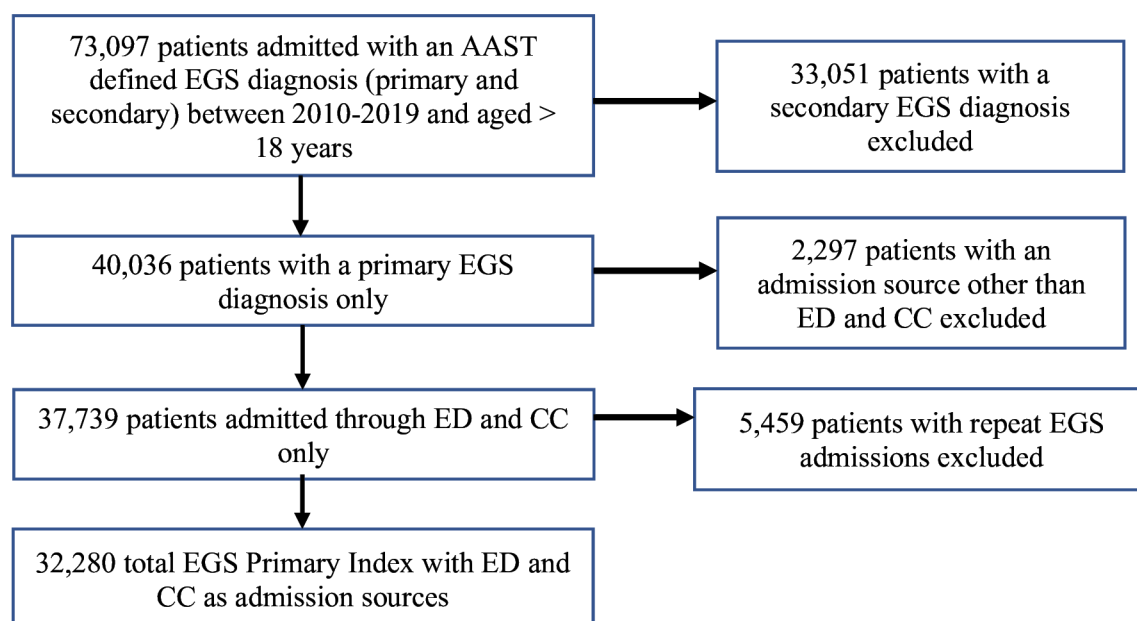 73,097 patients admitted with an AAST
defined EGS diagnosis (primary and
secondary) between 2010-2019 and aged >
18 years
33,051 patients with a
secondary EGS diagnosis
excluded
40,036 patients with a primary EGS
diagnosis only
2,297 patients with an
admission source other than
ED and CC excluded
37,739 patients admitted through ED and CC
only
5,459 patients with repeat EGS
admissions excluded
32,280 total EGS Primary Index with ED and
CC as admission sources